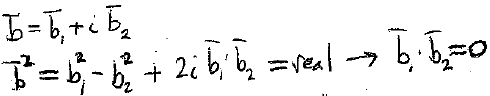 b̄ = b̄₁ + i b̄₂
b̄² = b₁² - b₂² + 2i b̄₁·b̄₂ = real → b̄₁·b̄₂ = 0